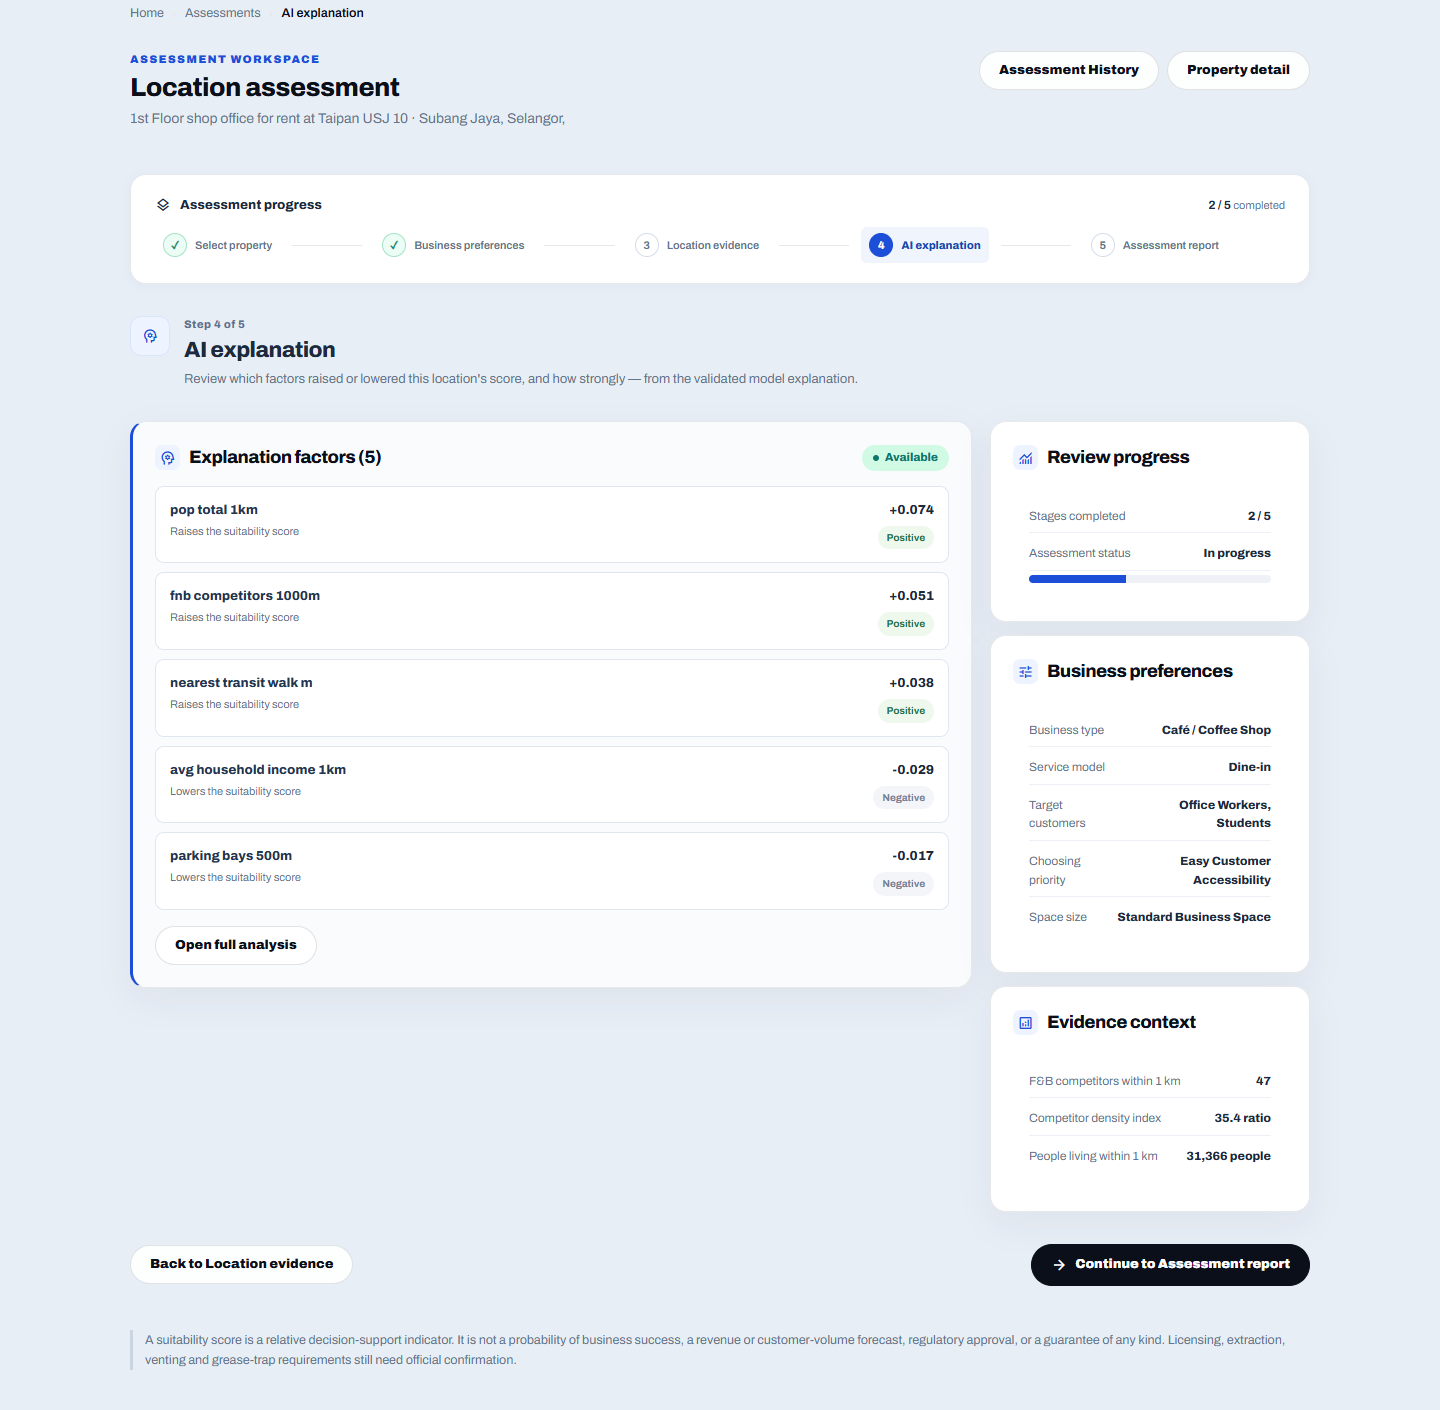 Home Assessments AI explanation
ASSESSMENT WORKSPACE
Location assessment
1st Floor shop office for rent at Taipan USJ 10 · Subang Jaya, Selangor,
Assessment History
Property detail
Assessment progress
2 / 5 completed
✓ Select property
✓ Business preferences
3 Location evidence
4 AI explanation
5 Assessment report
Step 4 of 5
AI explanation
Review which factors raised or lowered this location's score, and how strongly — from the validated model explanation.
Explanation factors (5)
Available
pop total 1km
+0.074
Raises the suitability score
Positive
fnb competitors 1000m
+0.051
Raises the suitability score
Positive
nearest transit walk m
+0.038
Raises the suitability score
Positive
avg household income 1km
-0.029
Lowers the suitability score
Negative
parking bays 500m
-0.017
Lowers the suitability score
Negative
Open full analysis
Review progress
Stages completed 2 / 5
Assessment status In progress
Business preferences
Business type Café / Coffee Shop
Service model Dine-in
Target customers
Office Workers, Students
Choosing priority
Easy Customer Accessibility
Space size Standard Business Space
Evidence context
F&B competitors within 1 km 47
Competitor density index 35.4 ratio
People living within 1 km 31,366 people
Back to Location evidence
Continue to Assessment report
A suitability score is a relative decision-support indicator. It is not a probability of business success, a revenue or customer-volume forecast, regulatory approval, or a guarantee of any kind. Licensing, extraction,
venting and grease-trap requirements still need official confirmation.